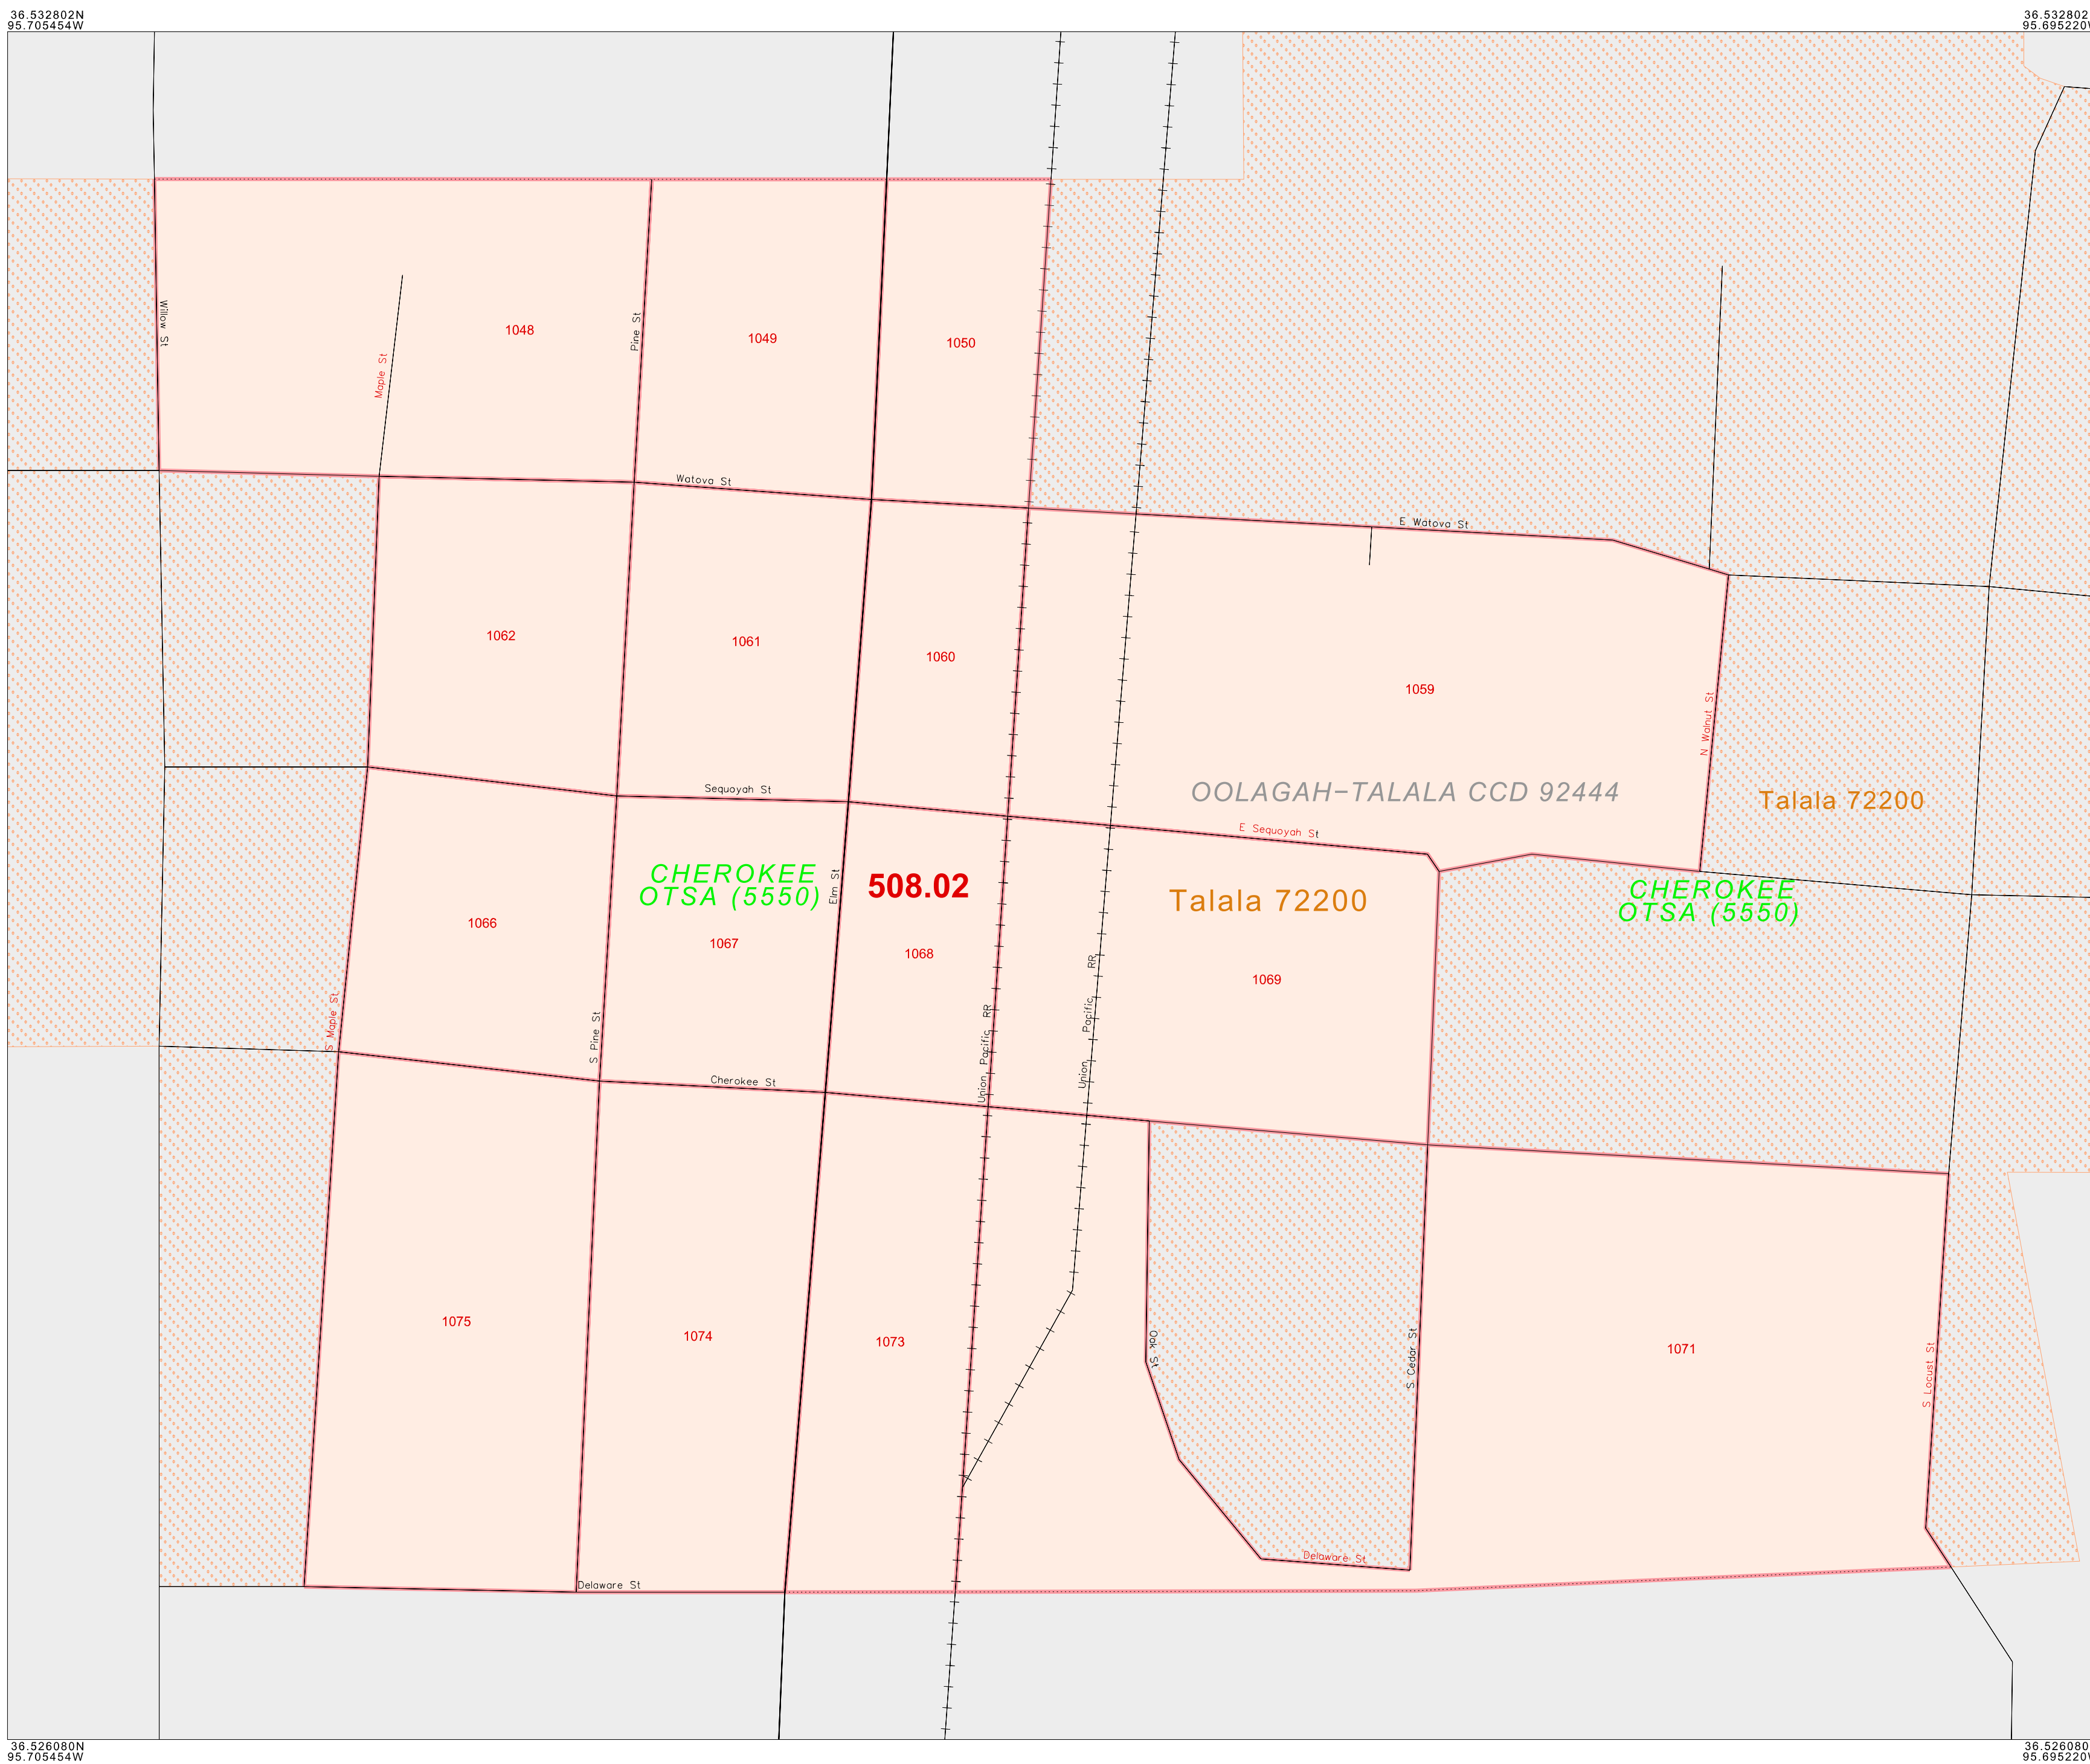 36.532802N
95.705454W
36.532802
95.695220W
Willow St
Maple St
1048
Pine St
1049
1050
Watova St
E Watova St
1062
1061
1060
1059
N Walnut St
OOLAGAH-TALALA CCD 92444
Talala 72200
Sequoyah St
E Sequoyah St
CHEROKEE
OTSA (5550)
Elm St
508.02
Talala 72200
CHEROKEE
OTSA (5550)
1066
1067
1068
1069
S Maple St
S Pine St
Union Pacific RR
Union Pacific RR
Cherokee St
1075
1074
1073
Oak St
S Cedar St
1071
S Locust St
Delaware St
Delaware St
36.526080N
95.705454W
36.526080
95.695220W